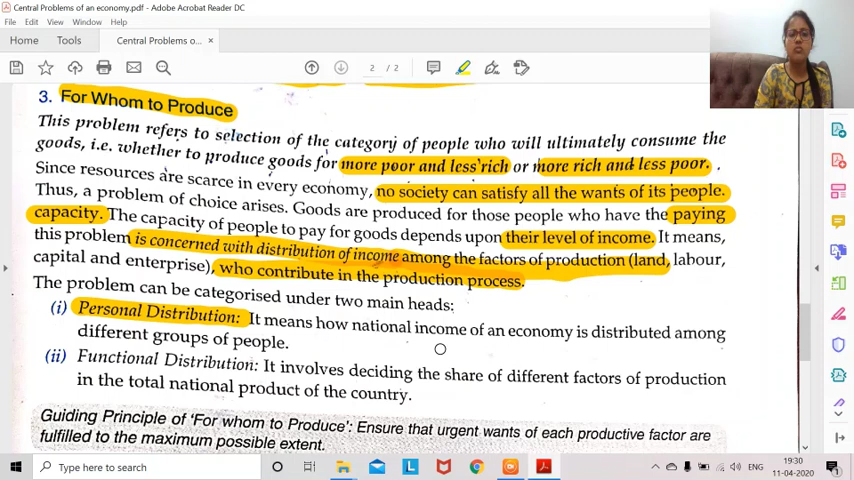 Central Problems of an economy.pdf - Adobe Acrobat Reader DC
File Edit View Window Help
Home Tools Central Problems o... ×
2 / 2
3. For Whom to Produce
This problem refers to selection of the category of people who will ultimately consume the
goods, i.e. whether to produce goods for more poor and less rich or more rich and less poor.
Since resources are scarce in every economy, no society can satisfy all the wants of its people.
Thus, a problem of choice arises. Goods are produced for those people who have the paying
capacity. The capacity of people to pay for goods depends upon their level of income. It means,
this problem is concerned with distribution of income among the factors of production (land, labour,
capital and enterprise), who contribute in the production process.
The problem can be categorised under two main heads:
(i) Personal Distribution: It means how national income of an economy is distributed among
different groups of people.
(ii) Functional Distribution: It involves deciding the share of different factors of production
in the total national product of the country.
Guiding Principle of 'For whom to Produce': Ensure that urgent wants of each productive factor are
fulfilled to the maximum possible extent.
Type here to search
ENG
19:30
11-04-2020